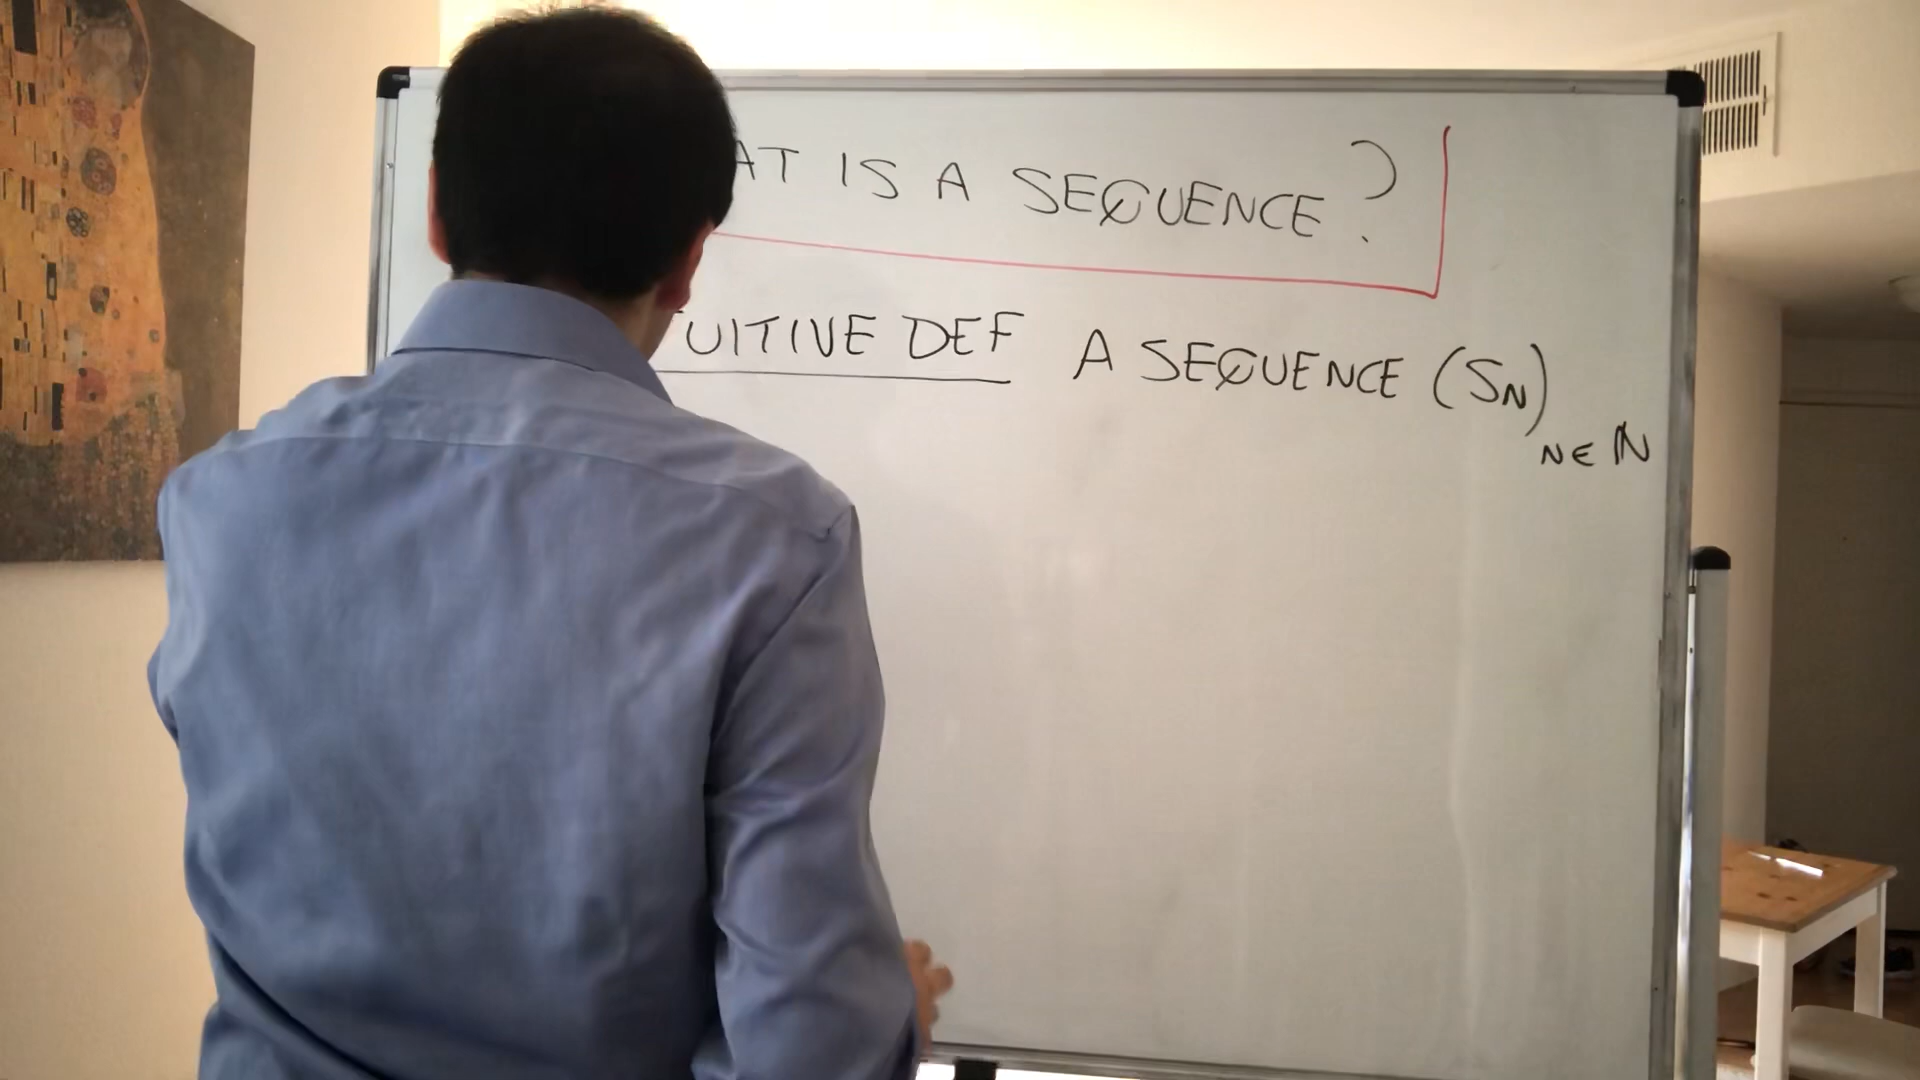 AT IS A SEQUENCE?
UITIVE DEF A SEQUENCE (SN) N∈ℕ